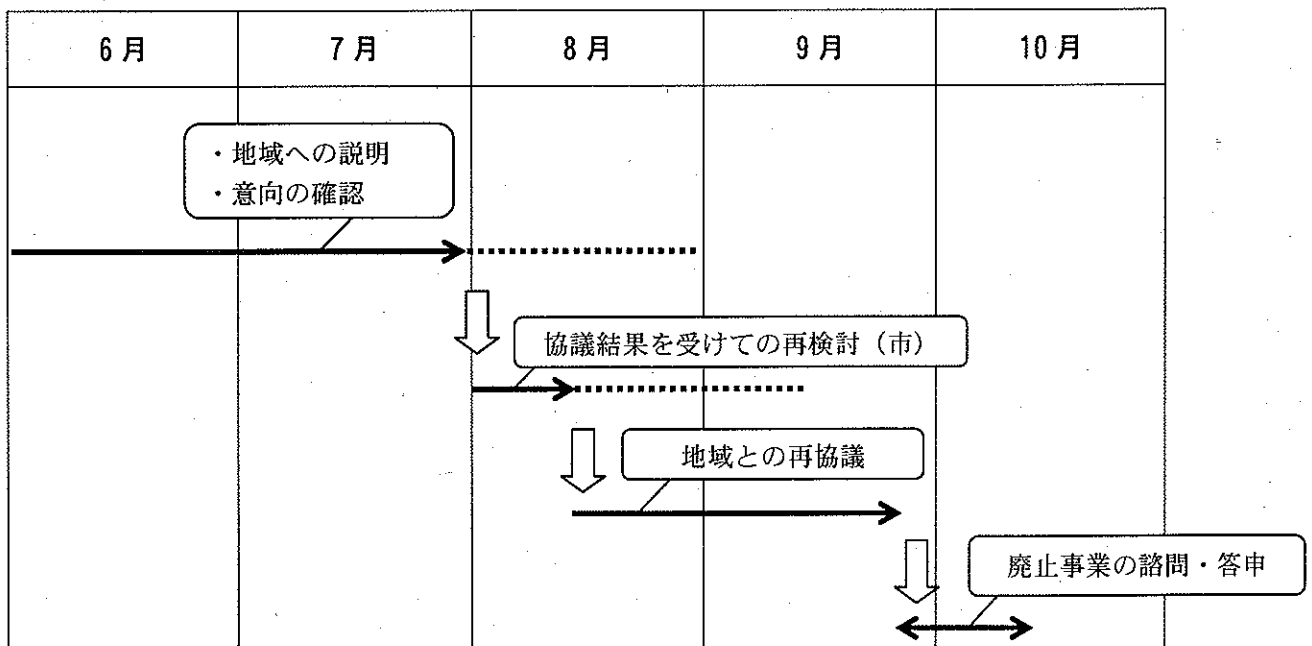 6月
7月
8月
9月
10月
・地域への説明
・意向の確認
協議結果を受けての再検討（市）
地域との再協議
廃止事業の諮問・答申